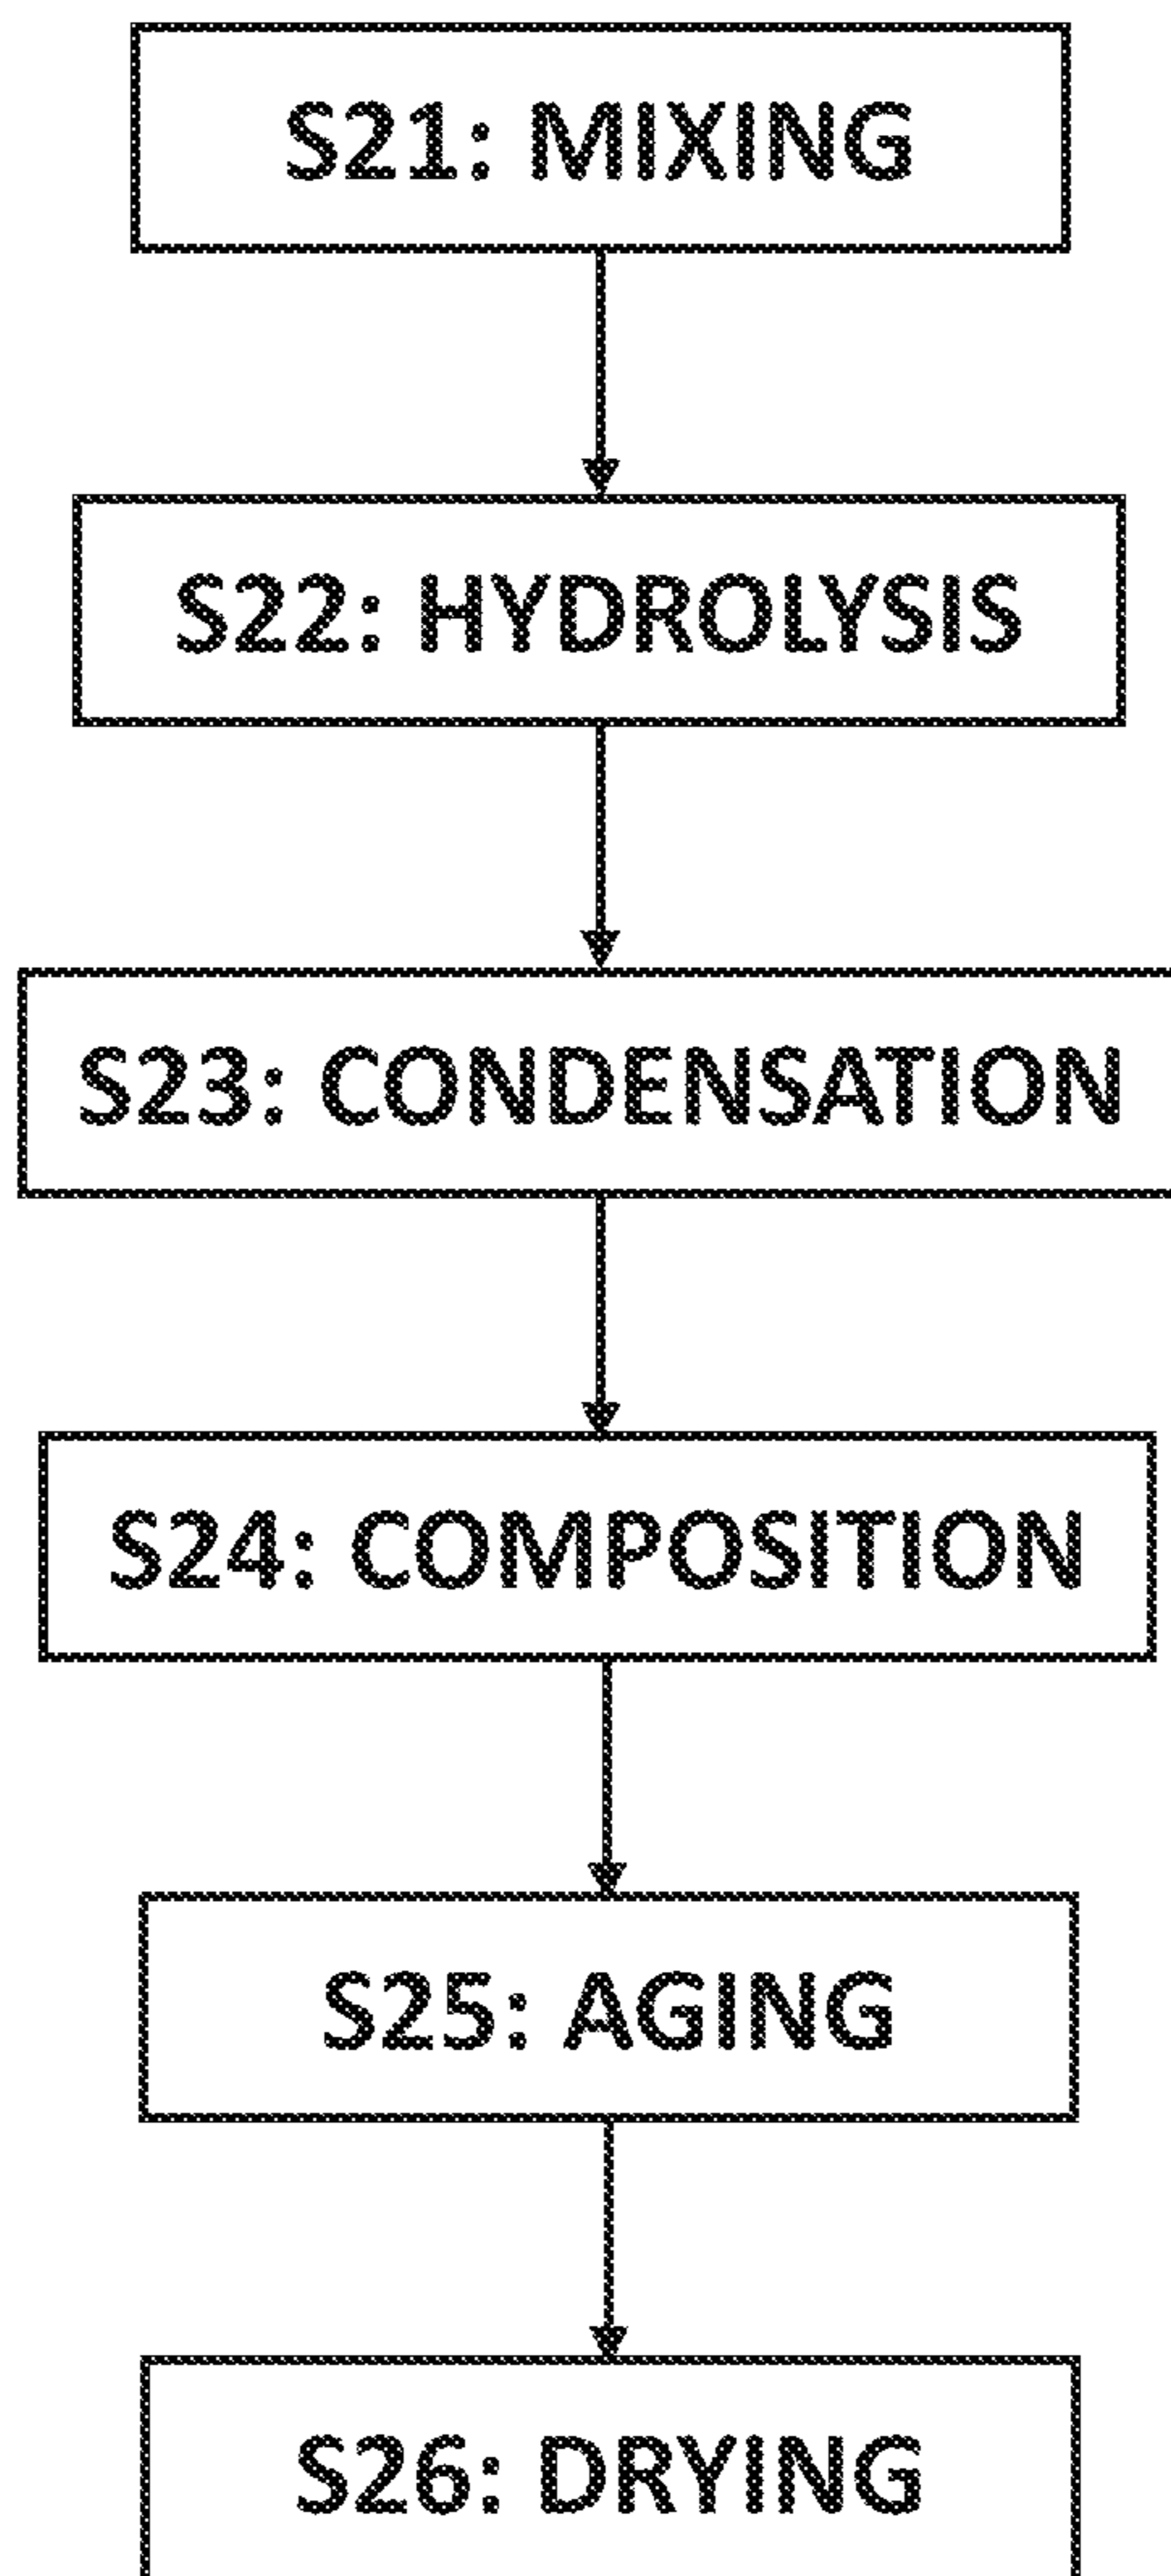 S21: MIXING
S22: HYDROLYSIS
S23: CONDENSATION
S24: COMPOSITION
S25: AGING
S26: DRYING